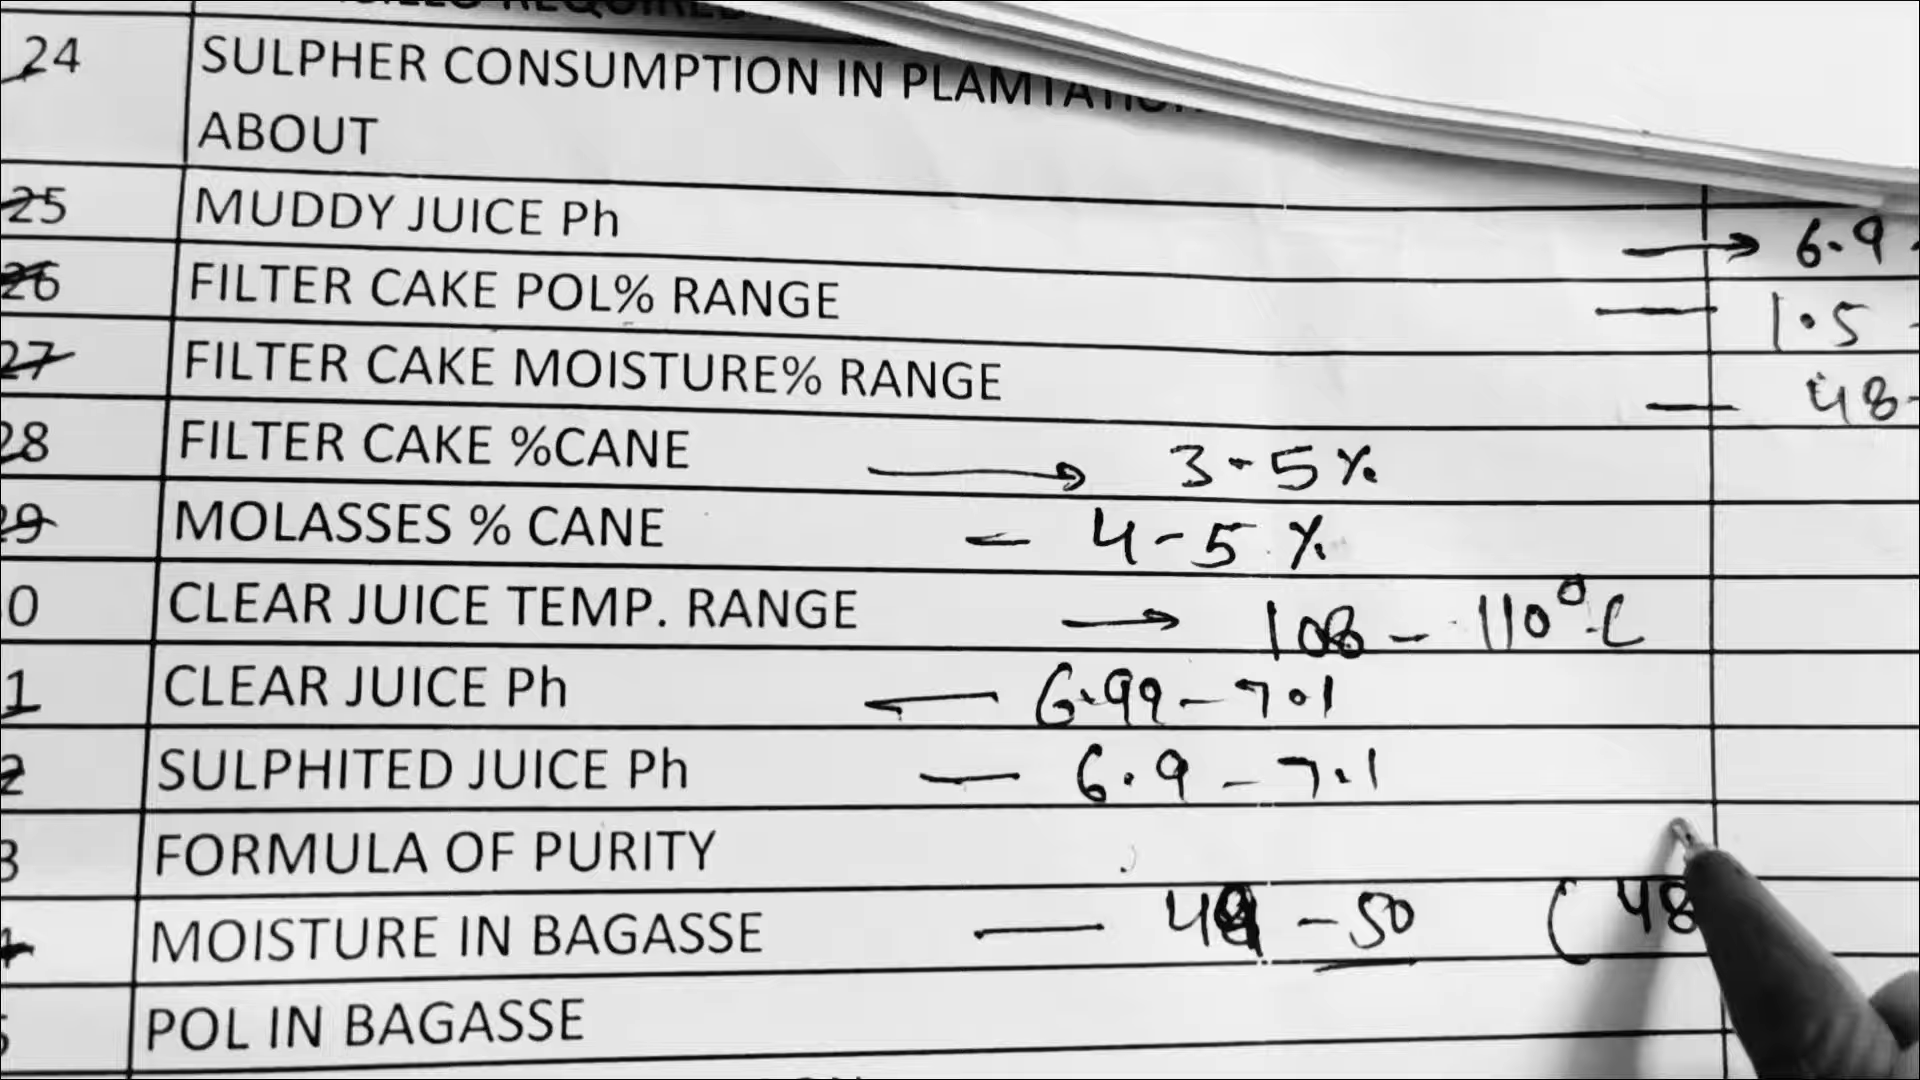 24 SULPHER CONSUMPTION IN
ABOUT
25 MUDDY JUICE Ph → 6.9
26 FILTER CAKE POL% RANGE — 1.5 -
27 FILTER CAKE MOISTURE% RANGE — 48-
28 FILTER CAKE %CANE → 3-5%
29 MOLASSES % CANE — 4-5 %
0 CLEAR JUICE TEMP. RANGE → 108 - 110°C
1 CLEAR JUICE Ph — 6.99-7.1
2 SULPHITED JUICE Ph — 6.9-7.1
3 FORMULA OF PURITY
MOISTURE IN BAGASSE — 49 -50 ( 48
POL IN BAGASSE